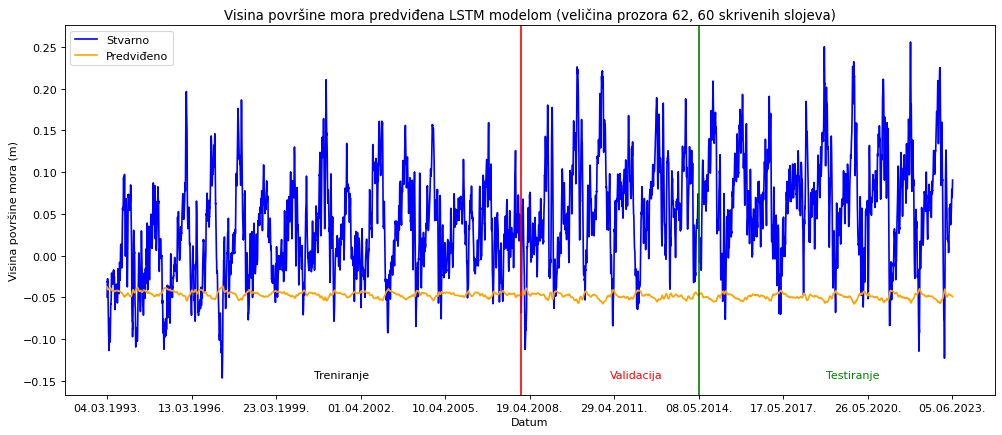 Visina površine mora predviđena LSTM modelom (veličina prozora 62, 60 skrivenih slojeva)
Stvarno
Predviđeno
Visina površine mora (m)
0.25
0.20
0.15
0.10
0.05
0.00
−0.05
−0.10
−0.15
Treniranje
Validacija
Testiranje
04.03.1993.
13.03.1996.
23.03.1999.
01.04.2002.
10.04.2005.
19.04.2008.
29.04.2011.
08.05.2014.
17.05.2017.
26.05.2020.
05.06.2023.
Datum